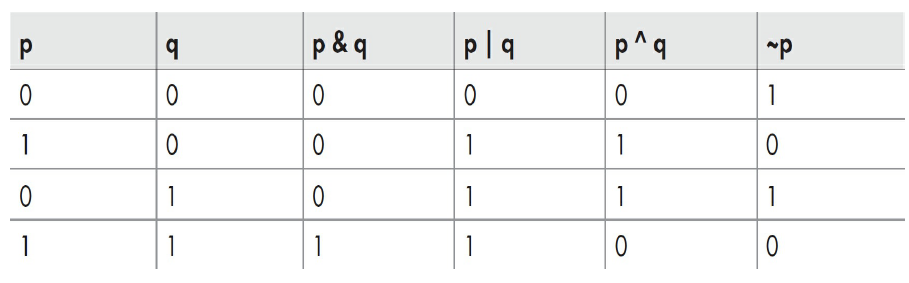 p q p & q p | q p ^ q ~p
0 0 0 0 0 1
1 0 0 1 1 0
0 1 0 1 1 1
1 1 1 1 0 0